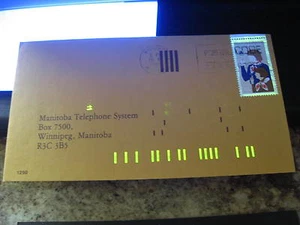 Manitoba Telephone System
Box 7500,
Winnipeg, Manitoba
R3C 3B5